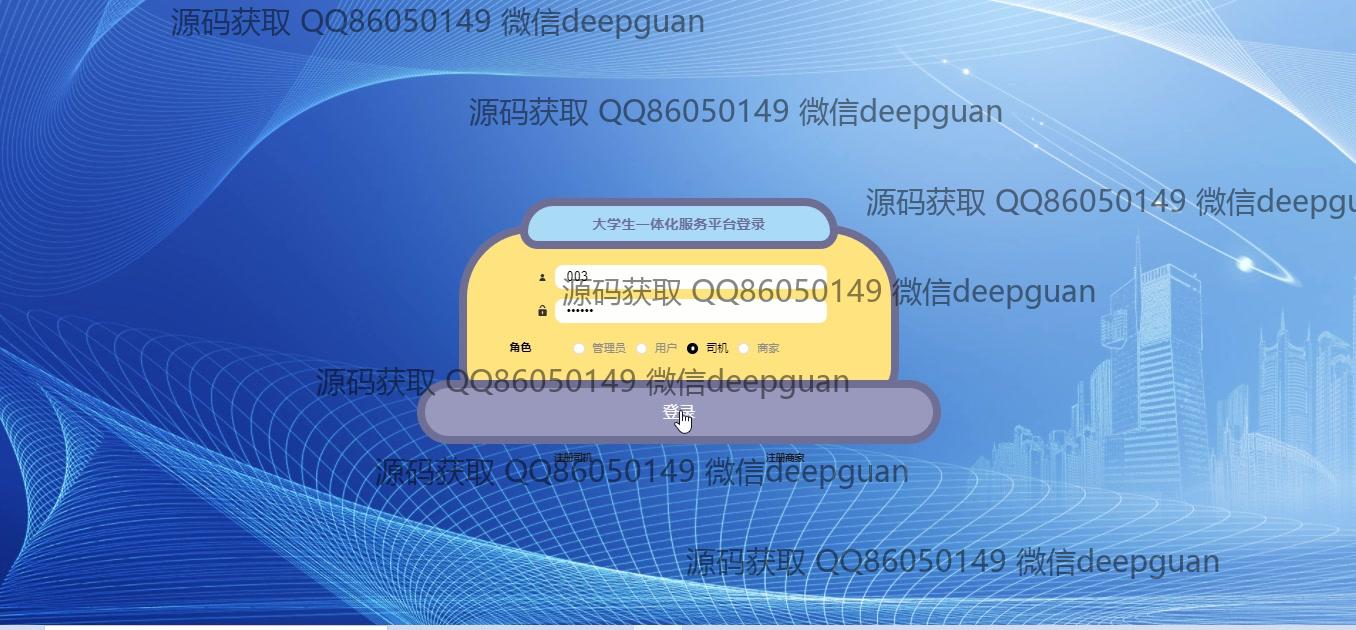 源码获取 QQ86050149 微信deepguan
源码获取 QQ86050149 微信deepguan
源码获取 QQ86050149 微信deepgu
大学生一体化服务平台登录
003
源码获取 QQ86050149 微信deepguan
••••••
角色 管理员 用户 司机 商家
源码获取 QQ86050149 微信deepguan
登录
注册司机 注册商家
源码获取 QQ86050149 微信deepguan
源码获取 QQ86050149 微信deepguan